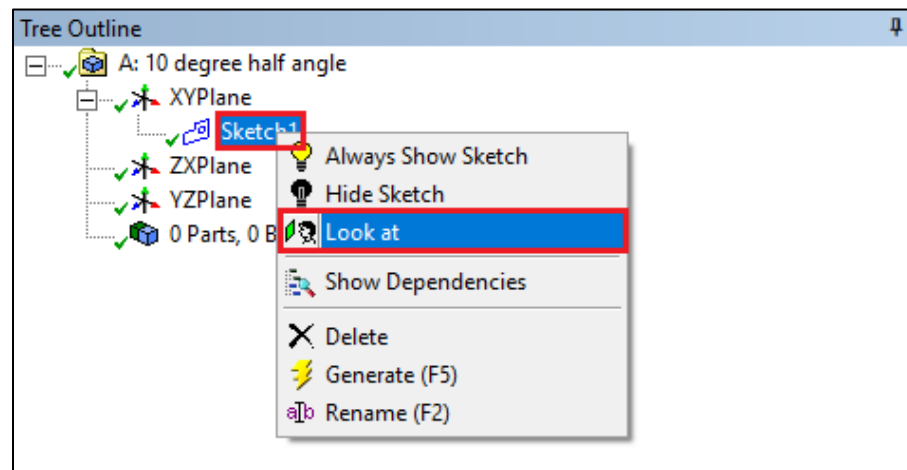 Tree Outline
A: 10 degree half angle
XYPlane
Sketch1
ZXPlane
YZPlane
0 Parts, 0 B
Always Show Sketch
Hide Sketch
Look at
Show Dependencies
Delete
Generate (F5)
Rename (F2)